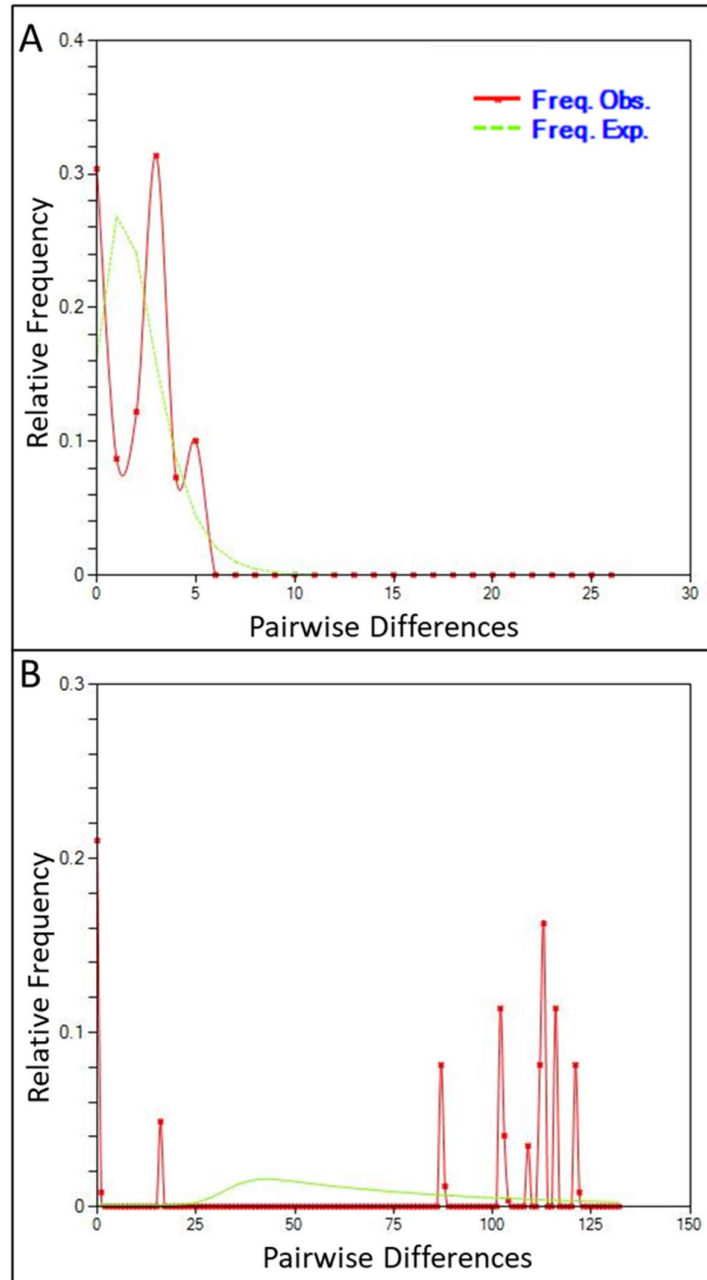 A
0.4
Freq. Obs.
Freq. Exp.
0.3
0.2
0.1
0
0 5 10 15 20 25 30
Relative Frequency
Pairwise Differences
B
0.3
0.2
0.1
0
0 25 50 75 100 125 150
Relative Frequency
Pairwise Differences